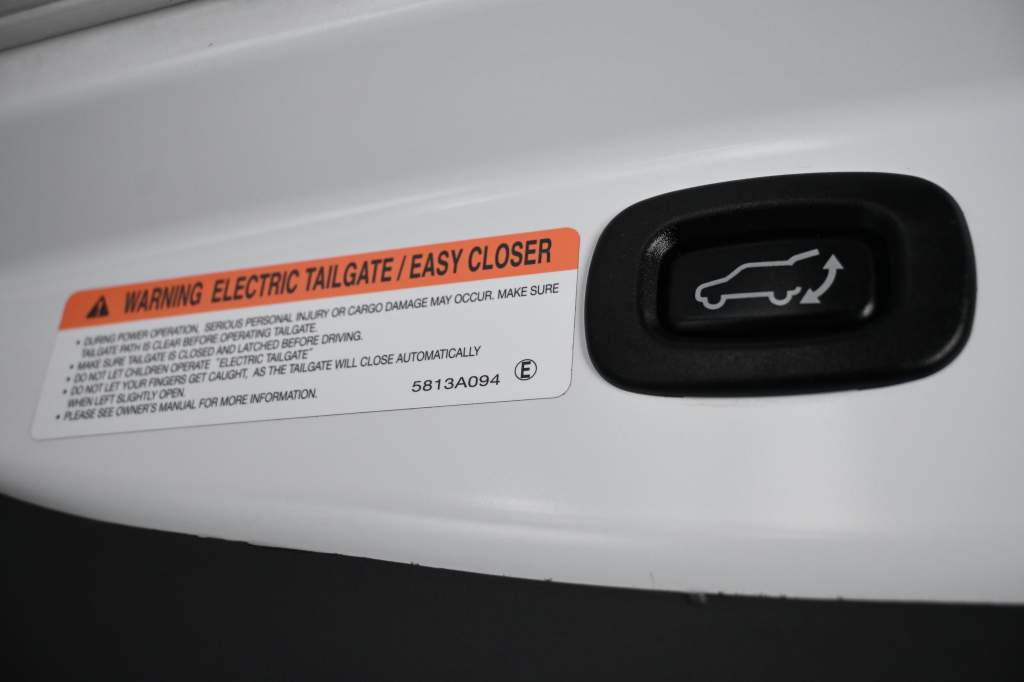 WARNING ELECTRIC TAILGATE / EASY CLOSER
• DURING POWER OPERATION, SERIOUS PERSONAL INJURY OR CARGO DAMAGE MAY OCCUR. MAKE SURE
TAILGATE PATH IS CLEAR BEFORE OPERATING TAILGATE.
• MAKE SURE TAILGATE IS CLOSED AND LATCHED BEFORE DRIVING.
• DO NOT LET CHILDREN OPERATE "ELECTRIC TAILGATE"
• DO NOT LET YOUR FINGERS GET CAUGHT, AS THE TAILGATE WILL CLOSE AUTOMATICALLY
WHEN LEFT SLIGHTLY OPEN.
• PLEASE SEE OWNER'S MANUAL FOR MORE INFORMATION.
5813A094 Ⓔ